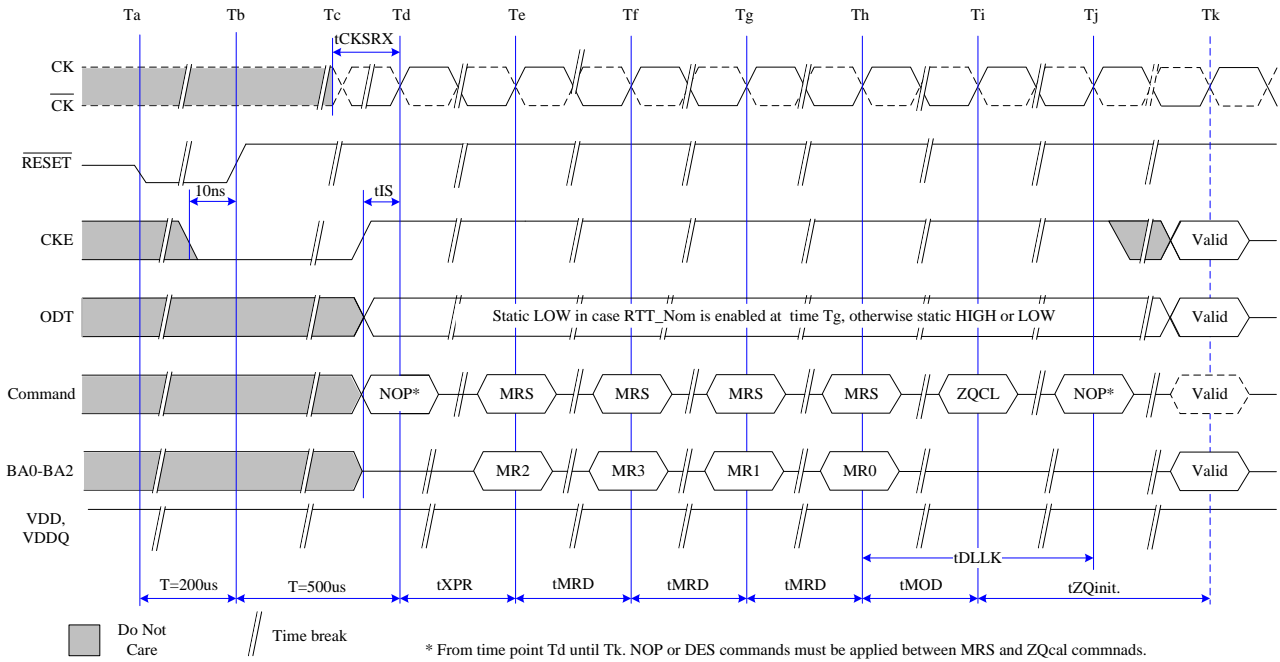 Ta Tb Tc Td Te Tf Tg Th Ti Tj Tk
tCKSRX
CK
CK
RESET
10ns
tIS
CKE
Valid
ODT
Static LOW in case RTT_Nom is enabled at time Tg, otherwise static HIGH or LOW
Valid
Command
NOP* MRS MRS MRS MRS ZQCL NOP* Valid
BA0-BA2
MR2 MR3 MR1 MR0 Valid
VDD,
VDDQ
tDLLK
T=200us T=500us tXPR tMRD tMRD tMRD tMOD tZQinit.
Do Not
Care
Time break
* From time point Td until Tk. NOP or DES commands must be applied between MRS and ZQcal commnads.